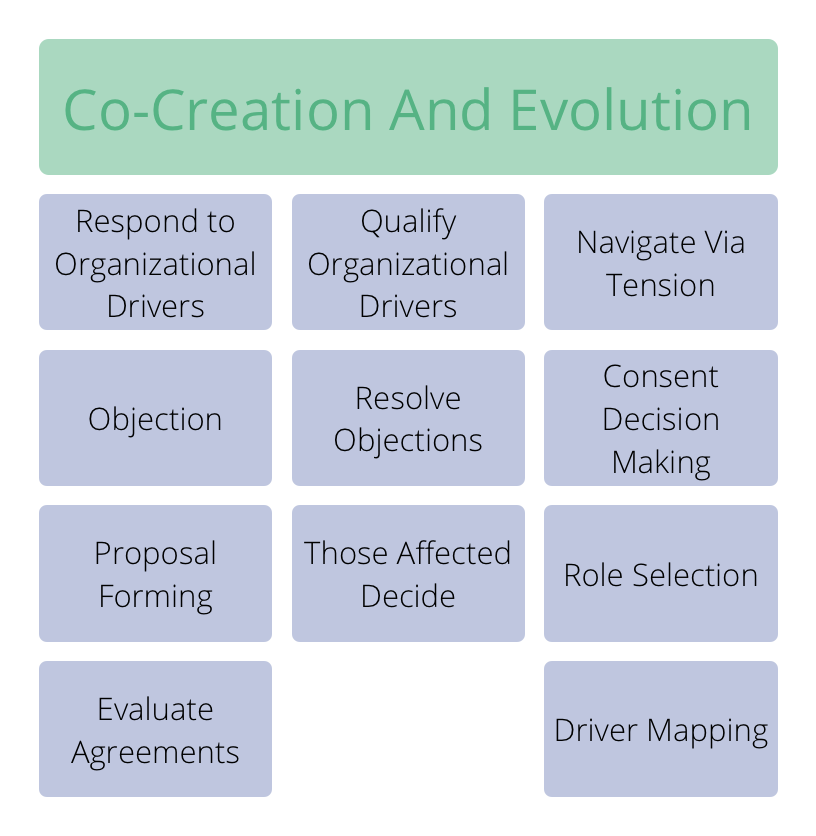 Co-Creation And Evolution
Respond to
Organizational
Drivers
Qualify
Organizational
Drivers
Navigate Via
Tension
Objection
Resolve
Objections
Consent
Decision
Making
Proposal
Forming
Those Affected
Decide
Role Selection
Evaluate
Agreements
Driver Mapping